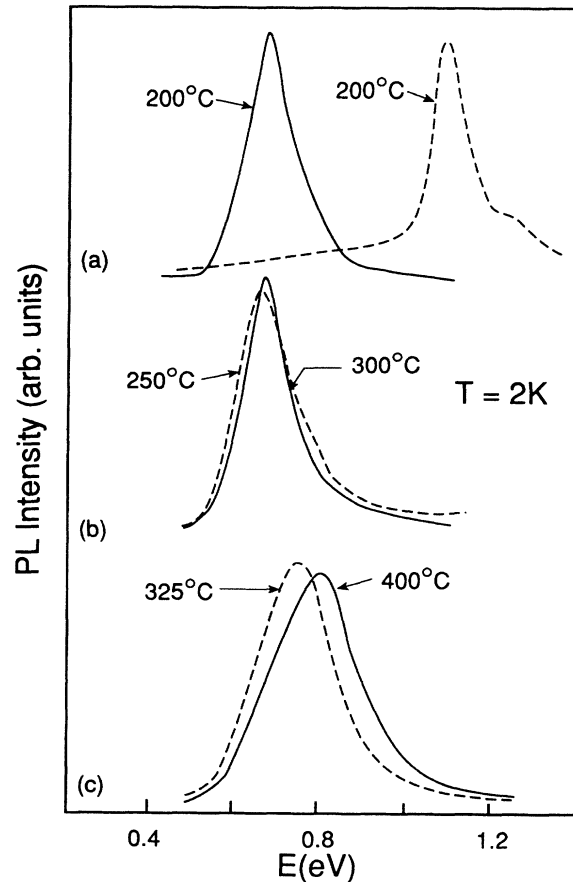 200°C
200°C
(a)
250°C
300°C
T = 2K
(b)
325°C
400°C
(c)
PL Intensity (arb. units)
0.4
0.8
1.2
E(eV)